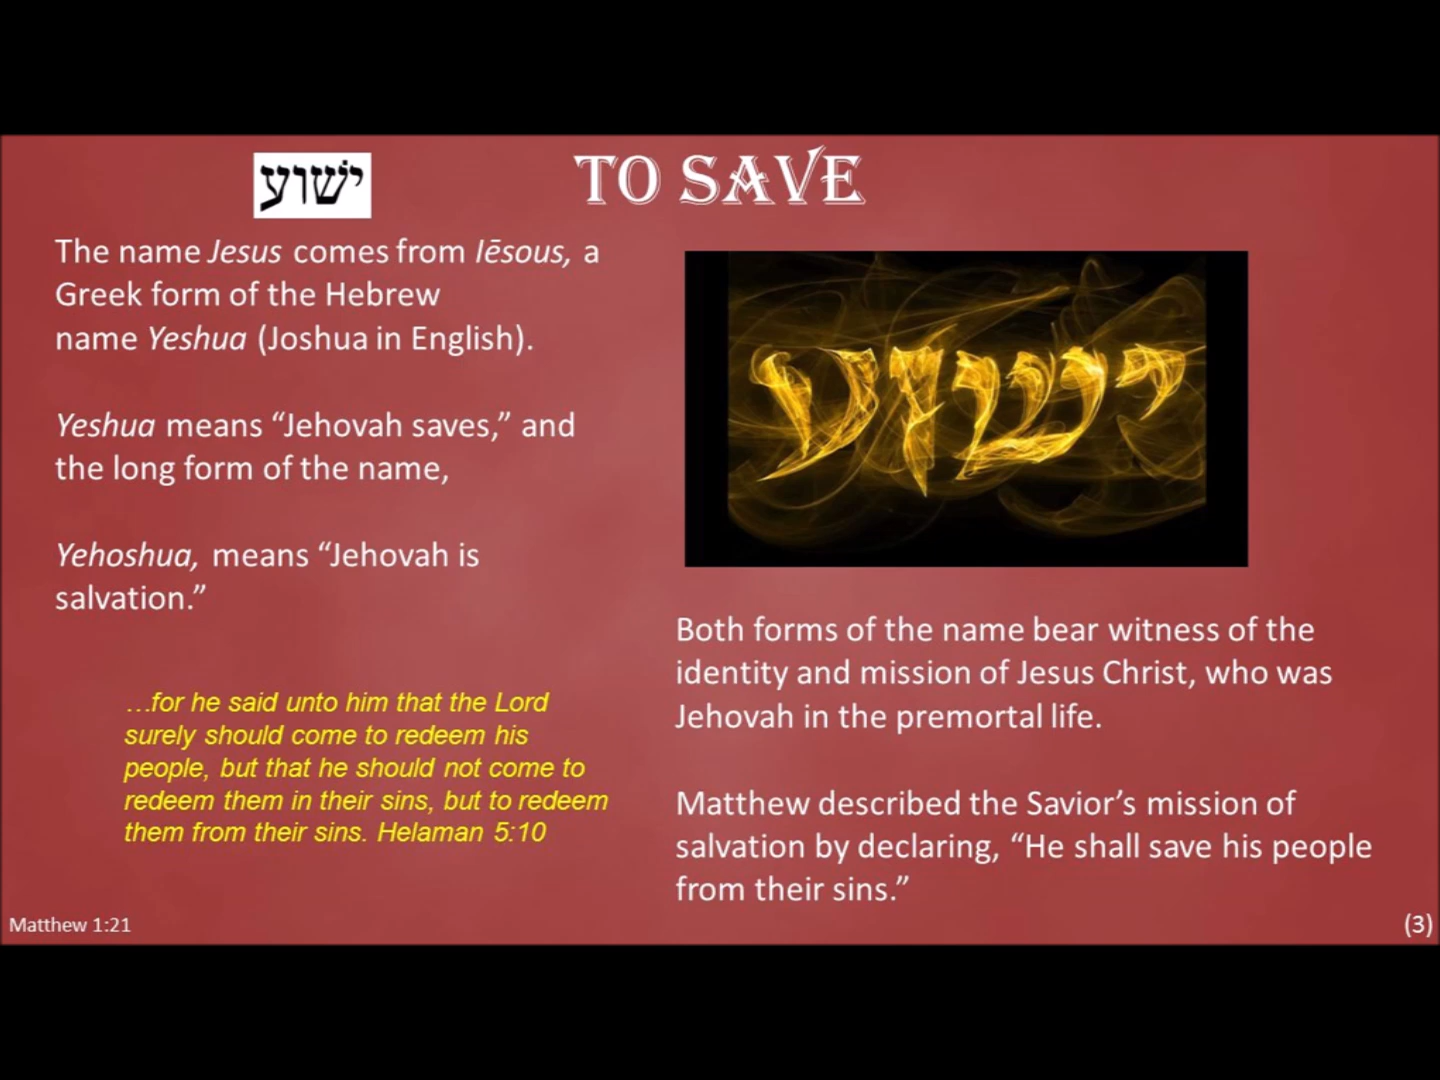 ישוע
TO SAVE
The name Jesus comes from Iēsous, a
Greek form of the Hebrew
name Yeshua (Joshua in English).
Yeshua means “Jehovah saves,” and
the long form of the name,
Yehoshua, means “Jehovah is
salvation.”
…for he said unto him that the Lord
surely should come to redeem his
people, but that he should not come to
redeem them in their sins, but to redeem
them from their sins. Helaman 5:10
Matthew 1:21
ישוע
Both forms of the name bear witness of the
identity and mission of Jesus Christ, who was
Jehovah in the premortal life.
Matthew described the Savior’s mission of
salvation by declaring, “He shall save his people
from their sins.”
(3)